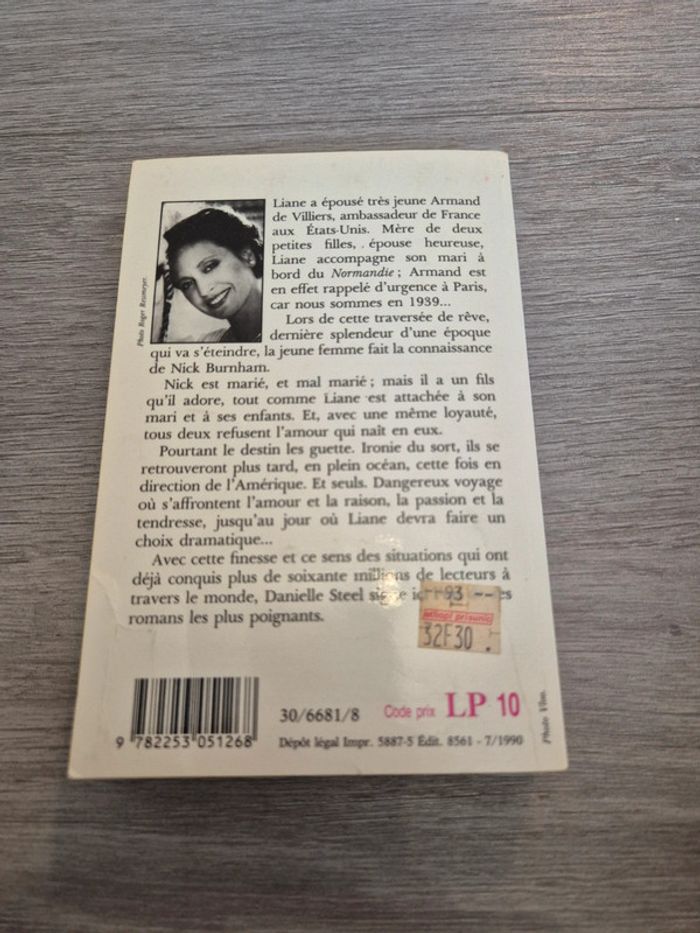 Liane a épousé très jeune Armand
de Villiers, ambassadeur de France
aux États-Unis. Mère de deux
petites filles, épouse heureuse,
Liane accompagne son mari à
bord du Normandie ; Armand est
en effet rappelé d'urgence à Paris,
car nous sommes en 1939...
Lors de cette traversée de rêve,
dernière splendeur d'une époque
qui va s'éteindre, la jeune femme fait la connaissance
de Nick Burnham.
Nick est marié, et mal marié ; mais il a un fils
qu'il adore, tout comme Liane est attachée à son
mari et à ses enfants. Et, avec une même loyauté,
tous deux refusent l'amour qui naît en eux.
Pourtant le destin les guette. Ironie du sort, ils se
retrouveront plus tard, en plein océan, cette fois en
direction de l'Amérique. Et seuls. Dangereux voyage
où s'affrontent l'amour et la raison, la passion et la
tendresse, jusqu'au jour où Liane devra faire un
choix dramatique...
Avec cette finesse et ce sens des situations qui ont
déjà conquis plus de soixante millions de lecteurs à
travers le monde, Danielle Steel
romans les plus poignants.
Photo Roger Ressmeyer.
93 --
prisunic
32F30
30/6681/8
Code prix LP 10
9 782253 051268
Dépôt légal Impr. 5887-5 Édit. 8561 - 7/1990
Photo Vloo.